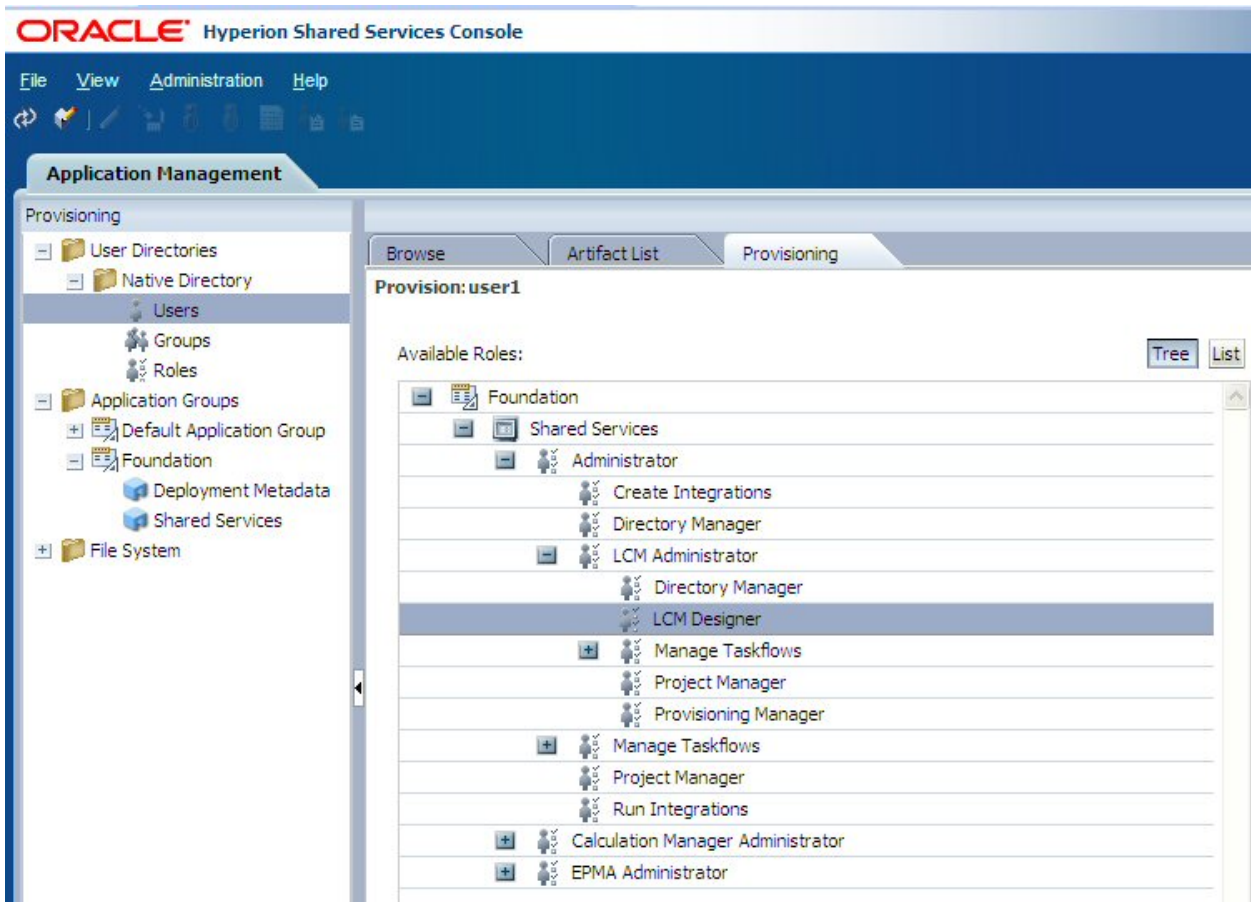 ORACLE Hyperion Shared Services Console
File View Administration Help
Application Management
Provisioning
User Directories
Native Directory
Users
Groups
Roles
Application Groups
Default Application Group
Foundation
Deployment Metadata
Shared Services
File System
Browse Artifact List Provisioning
Provision: user1
Available Roles: Tree List
Foundation
Shared Services
Administrator
Create Integrations
Directory Manager
LCM Administrator
Directory Manager
LCM Designer
Manage Taskflows
Project Manager
Provisioning Manager
Manage Taskflows
Project Manager
Run Integrations
Calculation Manager Administrator
EPMA Administrator